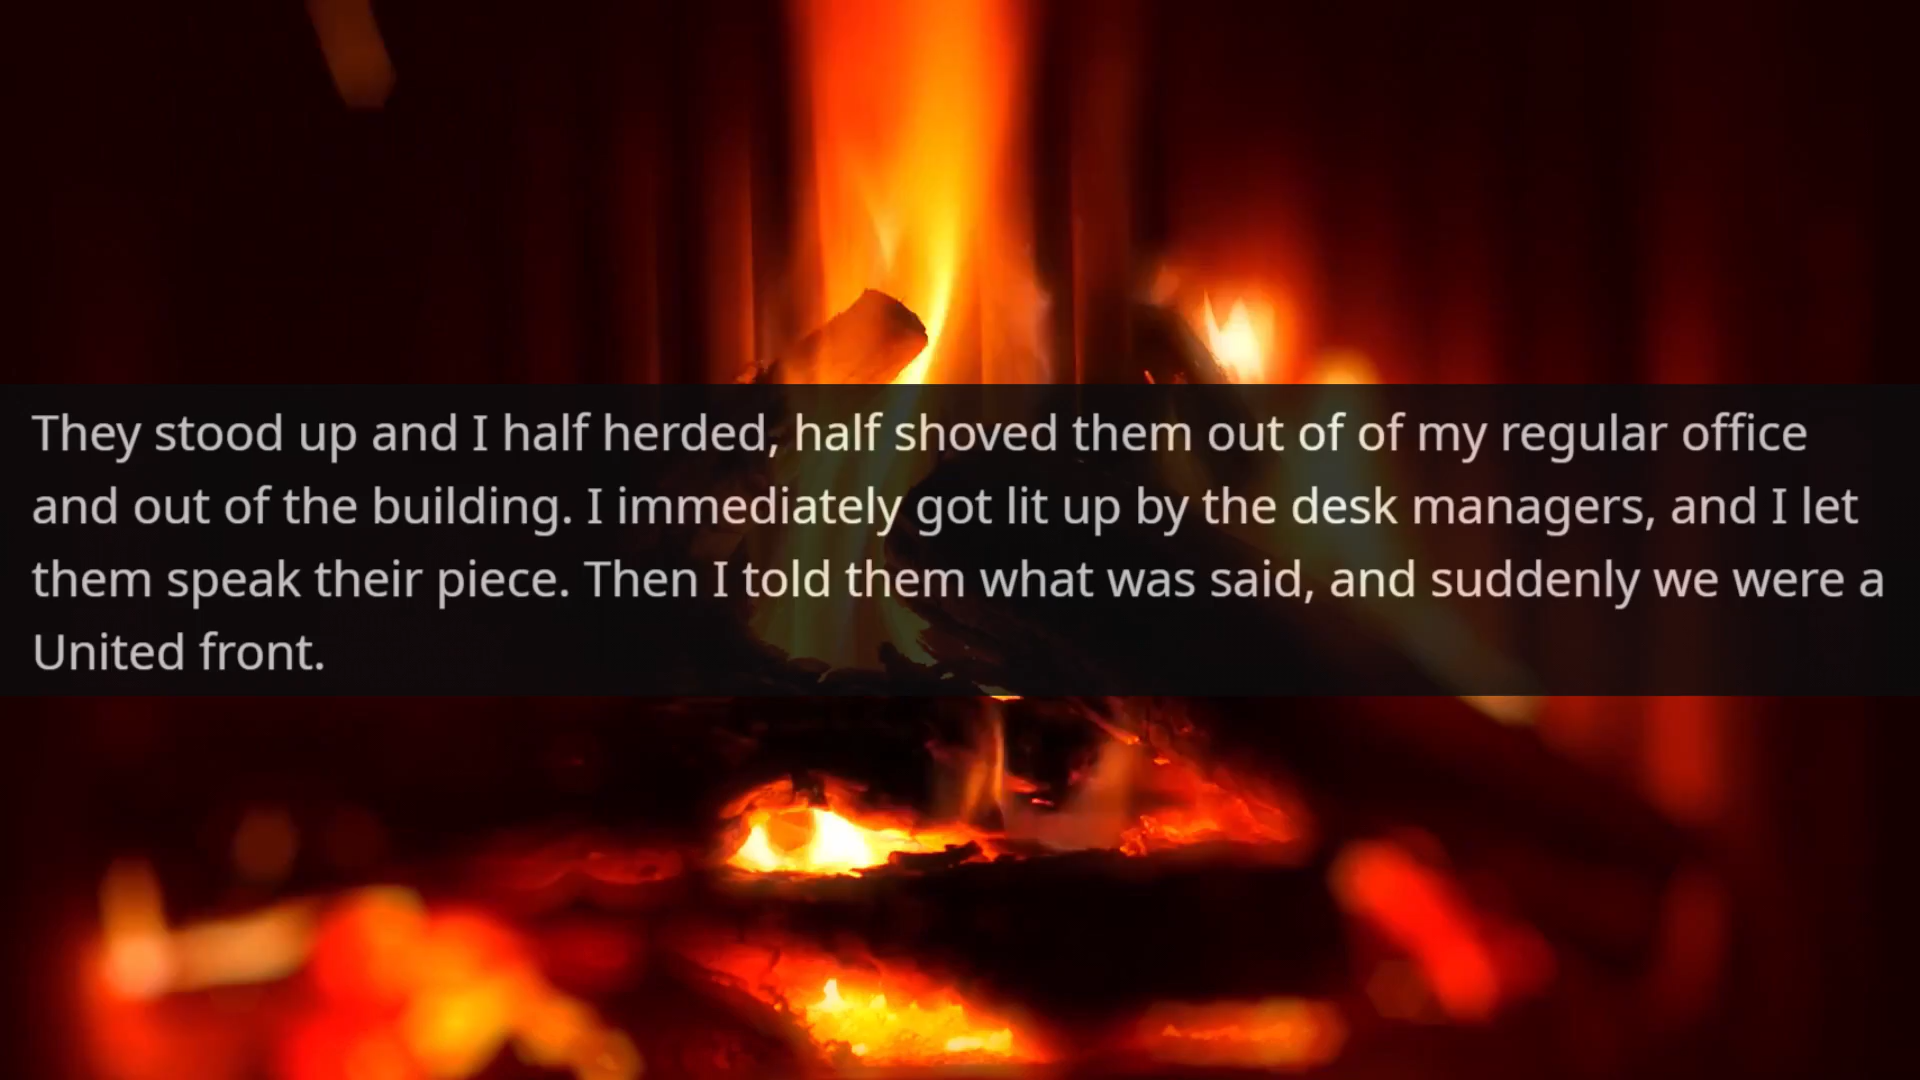 They stood up and I half herded, half shoved them out of of my regular office
and out of the building. I immediately got lit up by the desk managers, and I let
them speak their piece. Then I told them what was said, and suddenly we were a
United front.